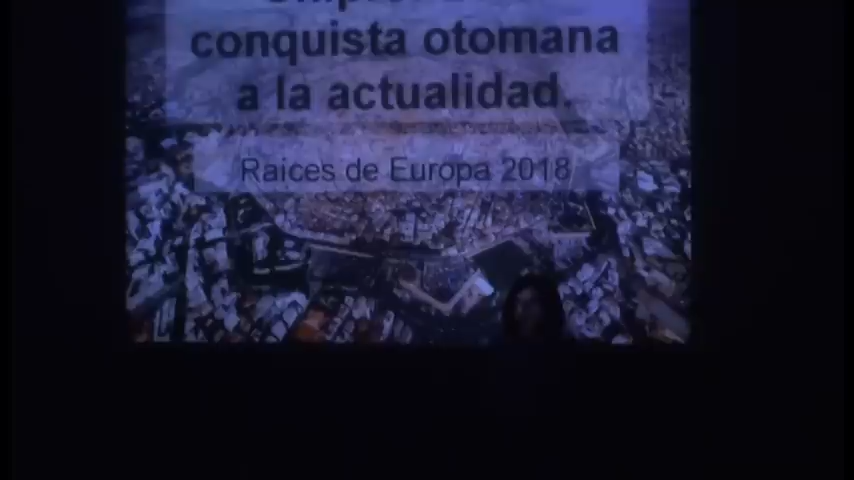 conquista otomana
a la actualidad.
Raices de Europa 2018